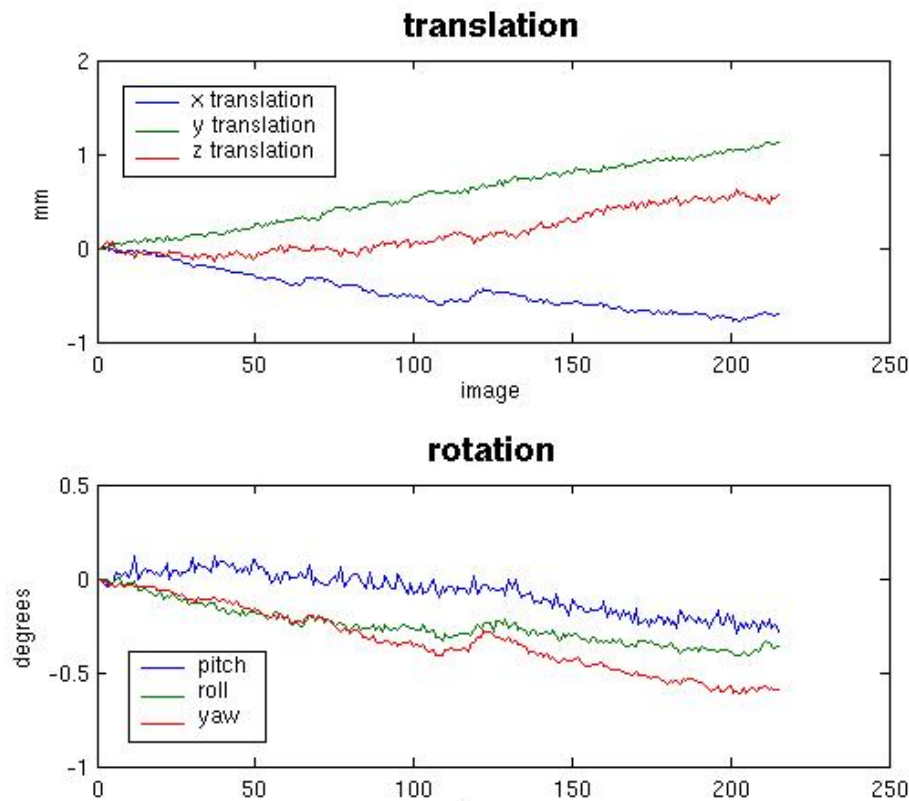 translation
2
1
0
-1
mm
x translation
y translation
z translation
0 50 100 150 200 250
image
rotation
0.5
0
-0.5
-1
degrees
pitch
roll
yaw
0 50 100 150 200 250